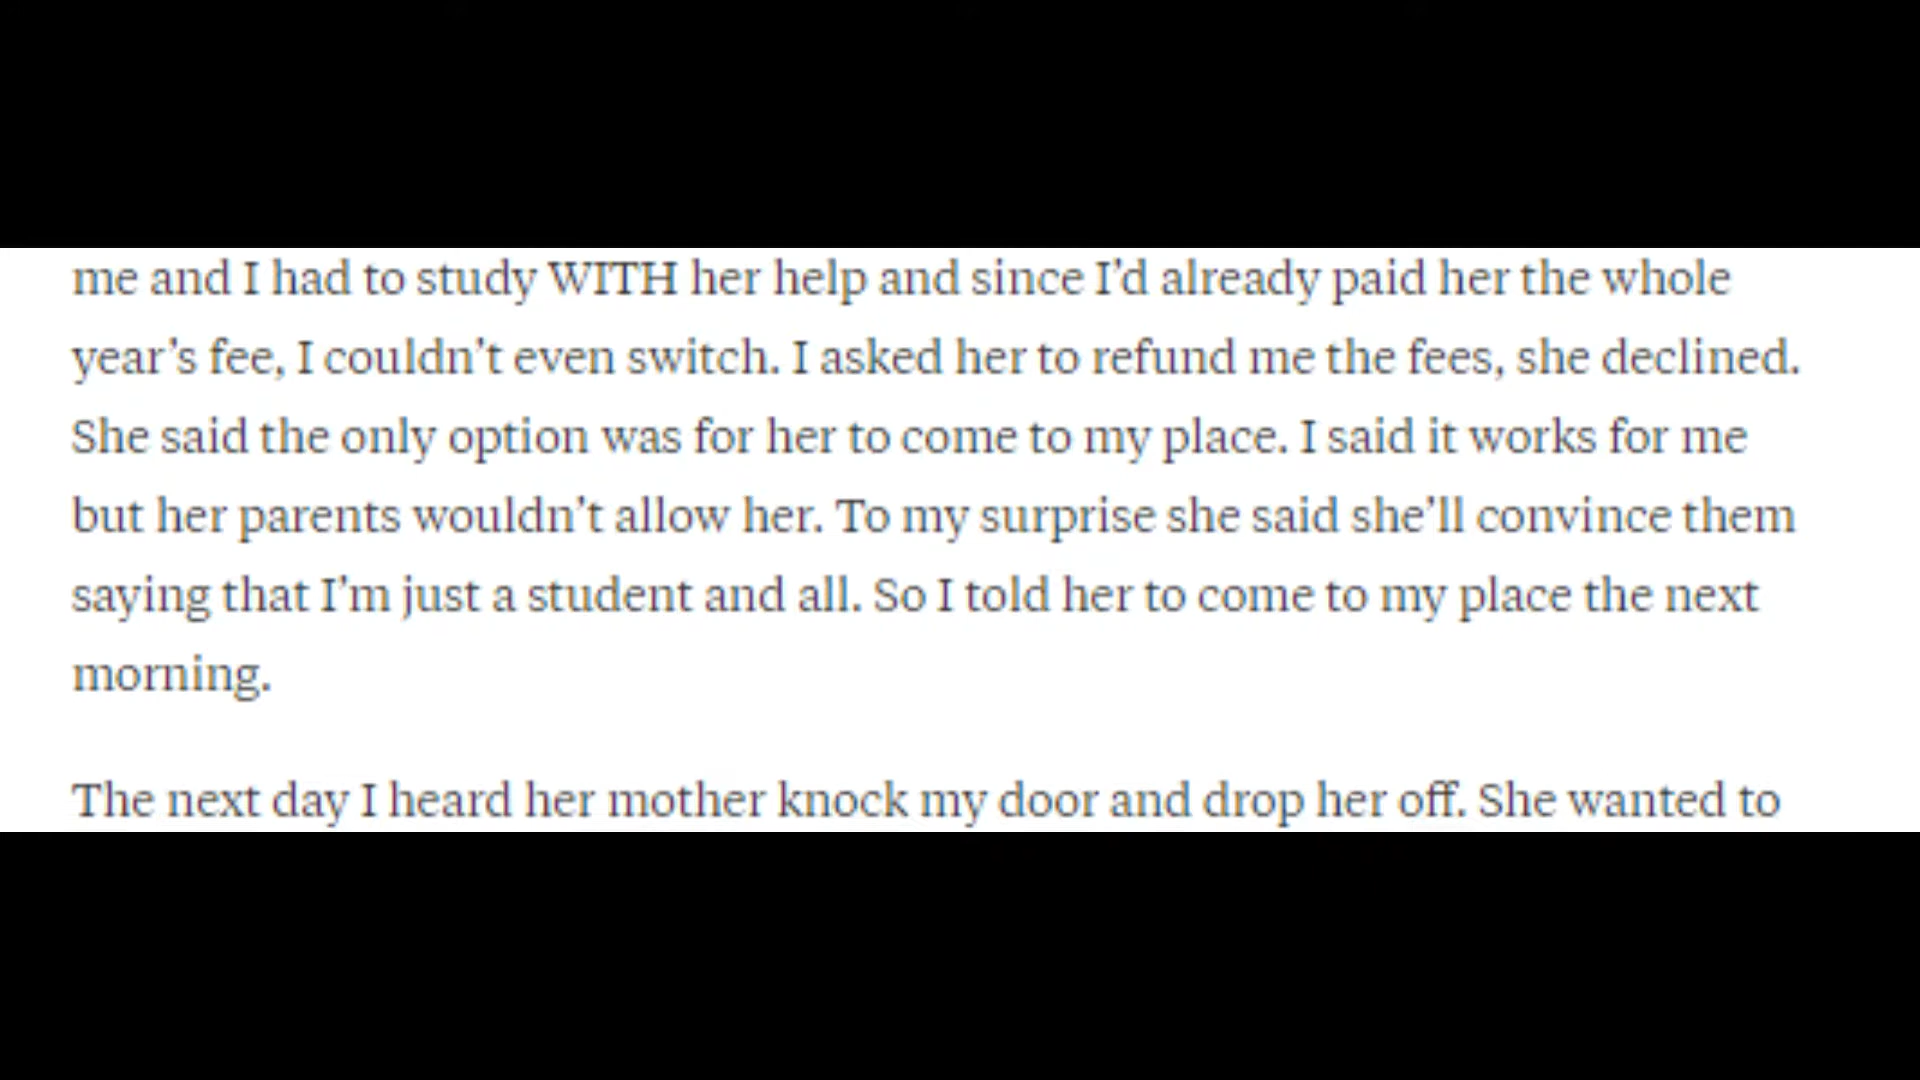 me and I had to study WITH her help and since I’d already paid her the whole
year’s fee, I couldn’t even switch. I asked her to refund me the fees, she declined.
She said the only option was for her to come to my place. I said it works for me
but her parents wouldn’t allow her. To my surprise she said she’ll convince them
saying that I’m just a student and all. So I told her to come to my place the next
morning.
The next day I heard her mother knock my door and drop her off. She wanted to